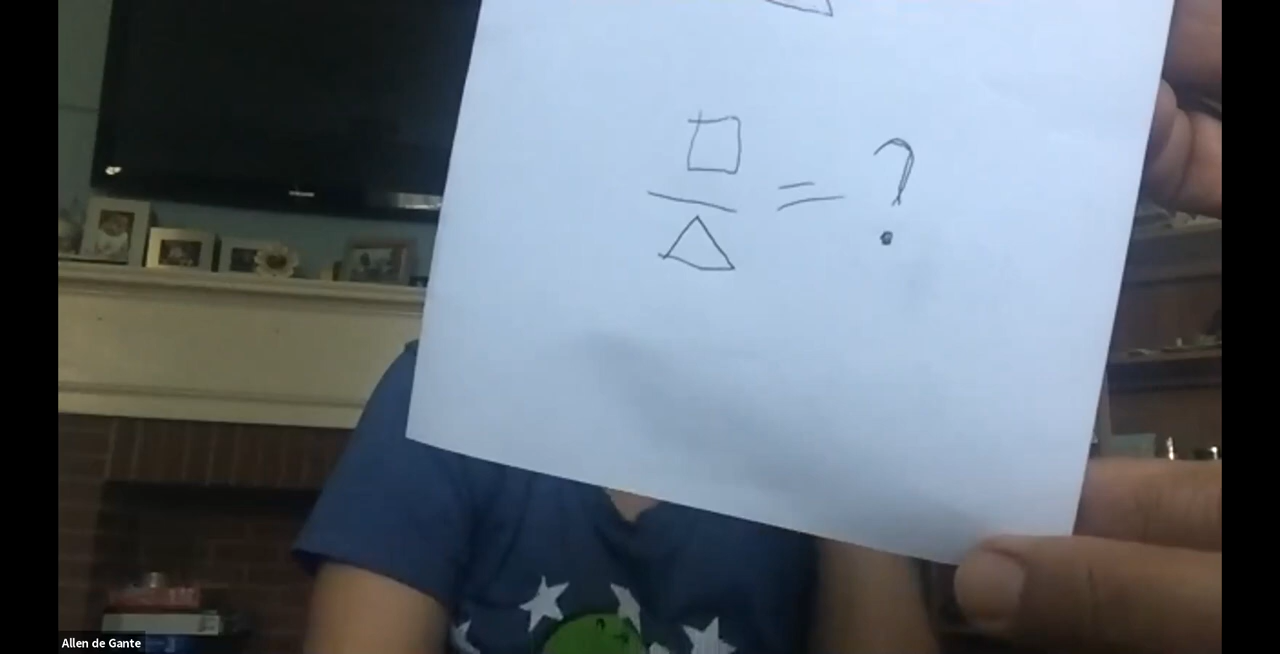 □
—
△
= ?
Allen de Gante